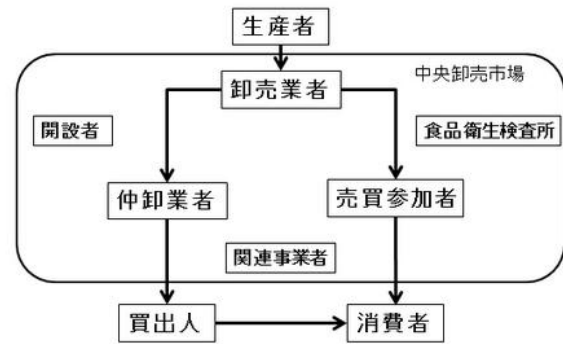 生産者
中央卸売市場
卸売業者
開設者
食品衛生検査所
仲卸業者
売買参加者
関連事業者
買出人
消費者